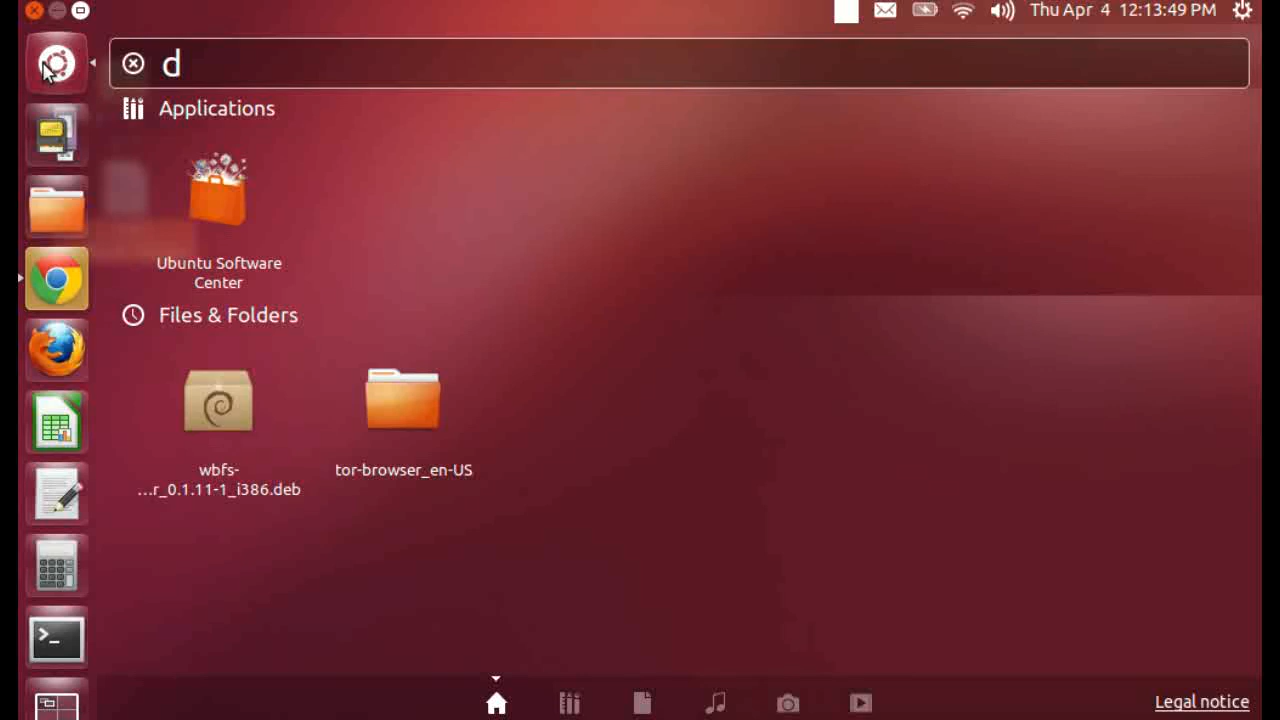 Thu Apr 4 12:13:49 PM
d
Applications
Ubuntu Software
Center
Files & Folders
wbfs-
...r_0.1.11-1_i386.deb
tor-browser_en-US
>_
Legal notice